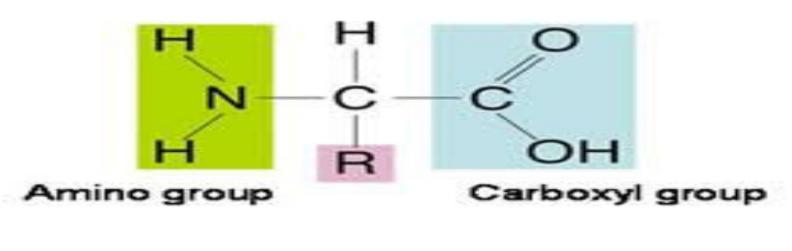 H H O
N C C
H R OH
Amino group Carboxyl group